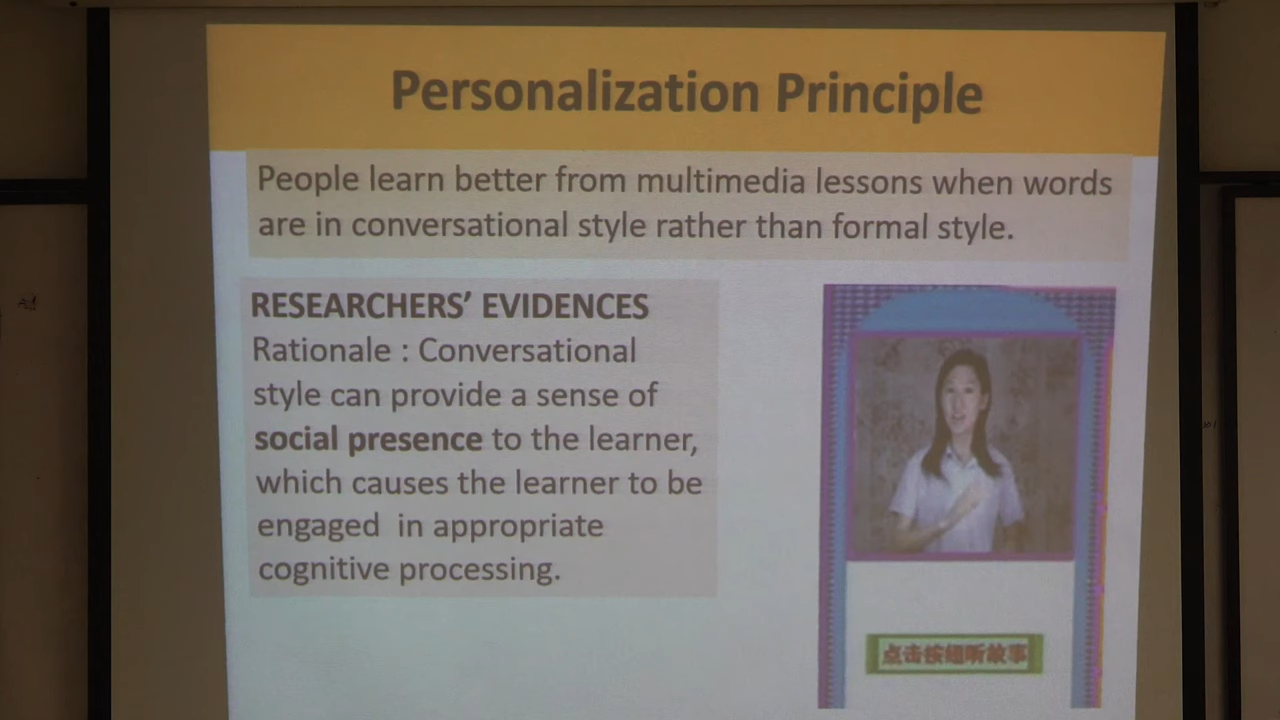 Personalization Principle
People learn better from multimedia lessons when words
are in conversational style rather than formal style.
RESEARCHERS’ EVIDENCES
Rationale : Conversational
style can provide a sense of
social presence to the learner,
which causes the learner to be
engaged in appropriate
cognitive processing.
点击按钮听故事